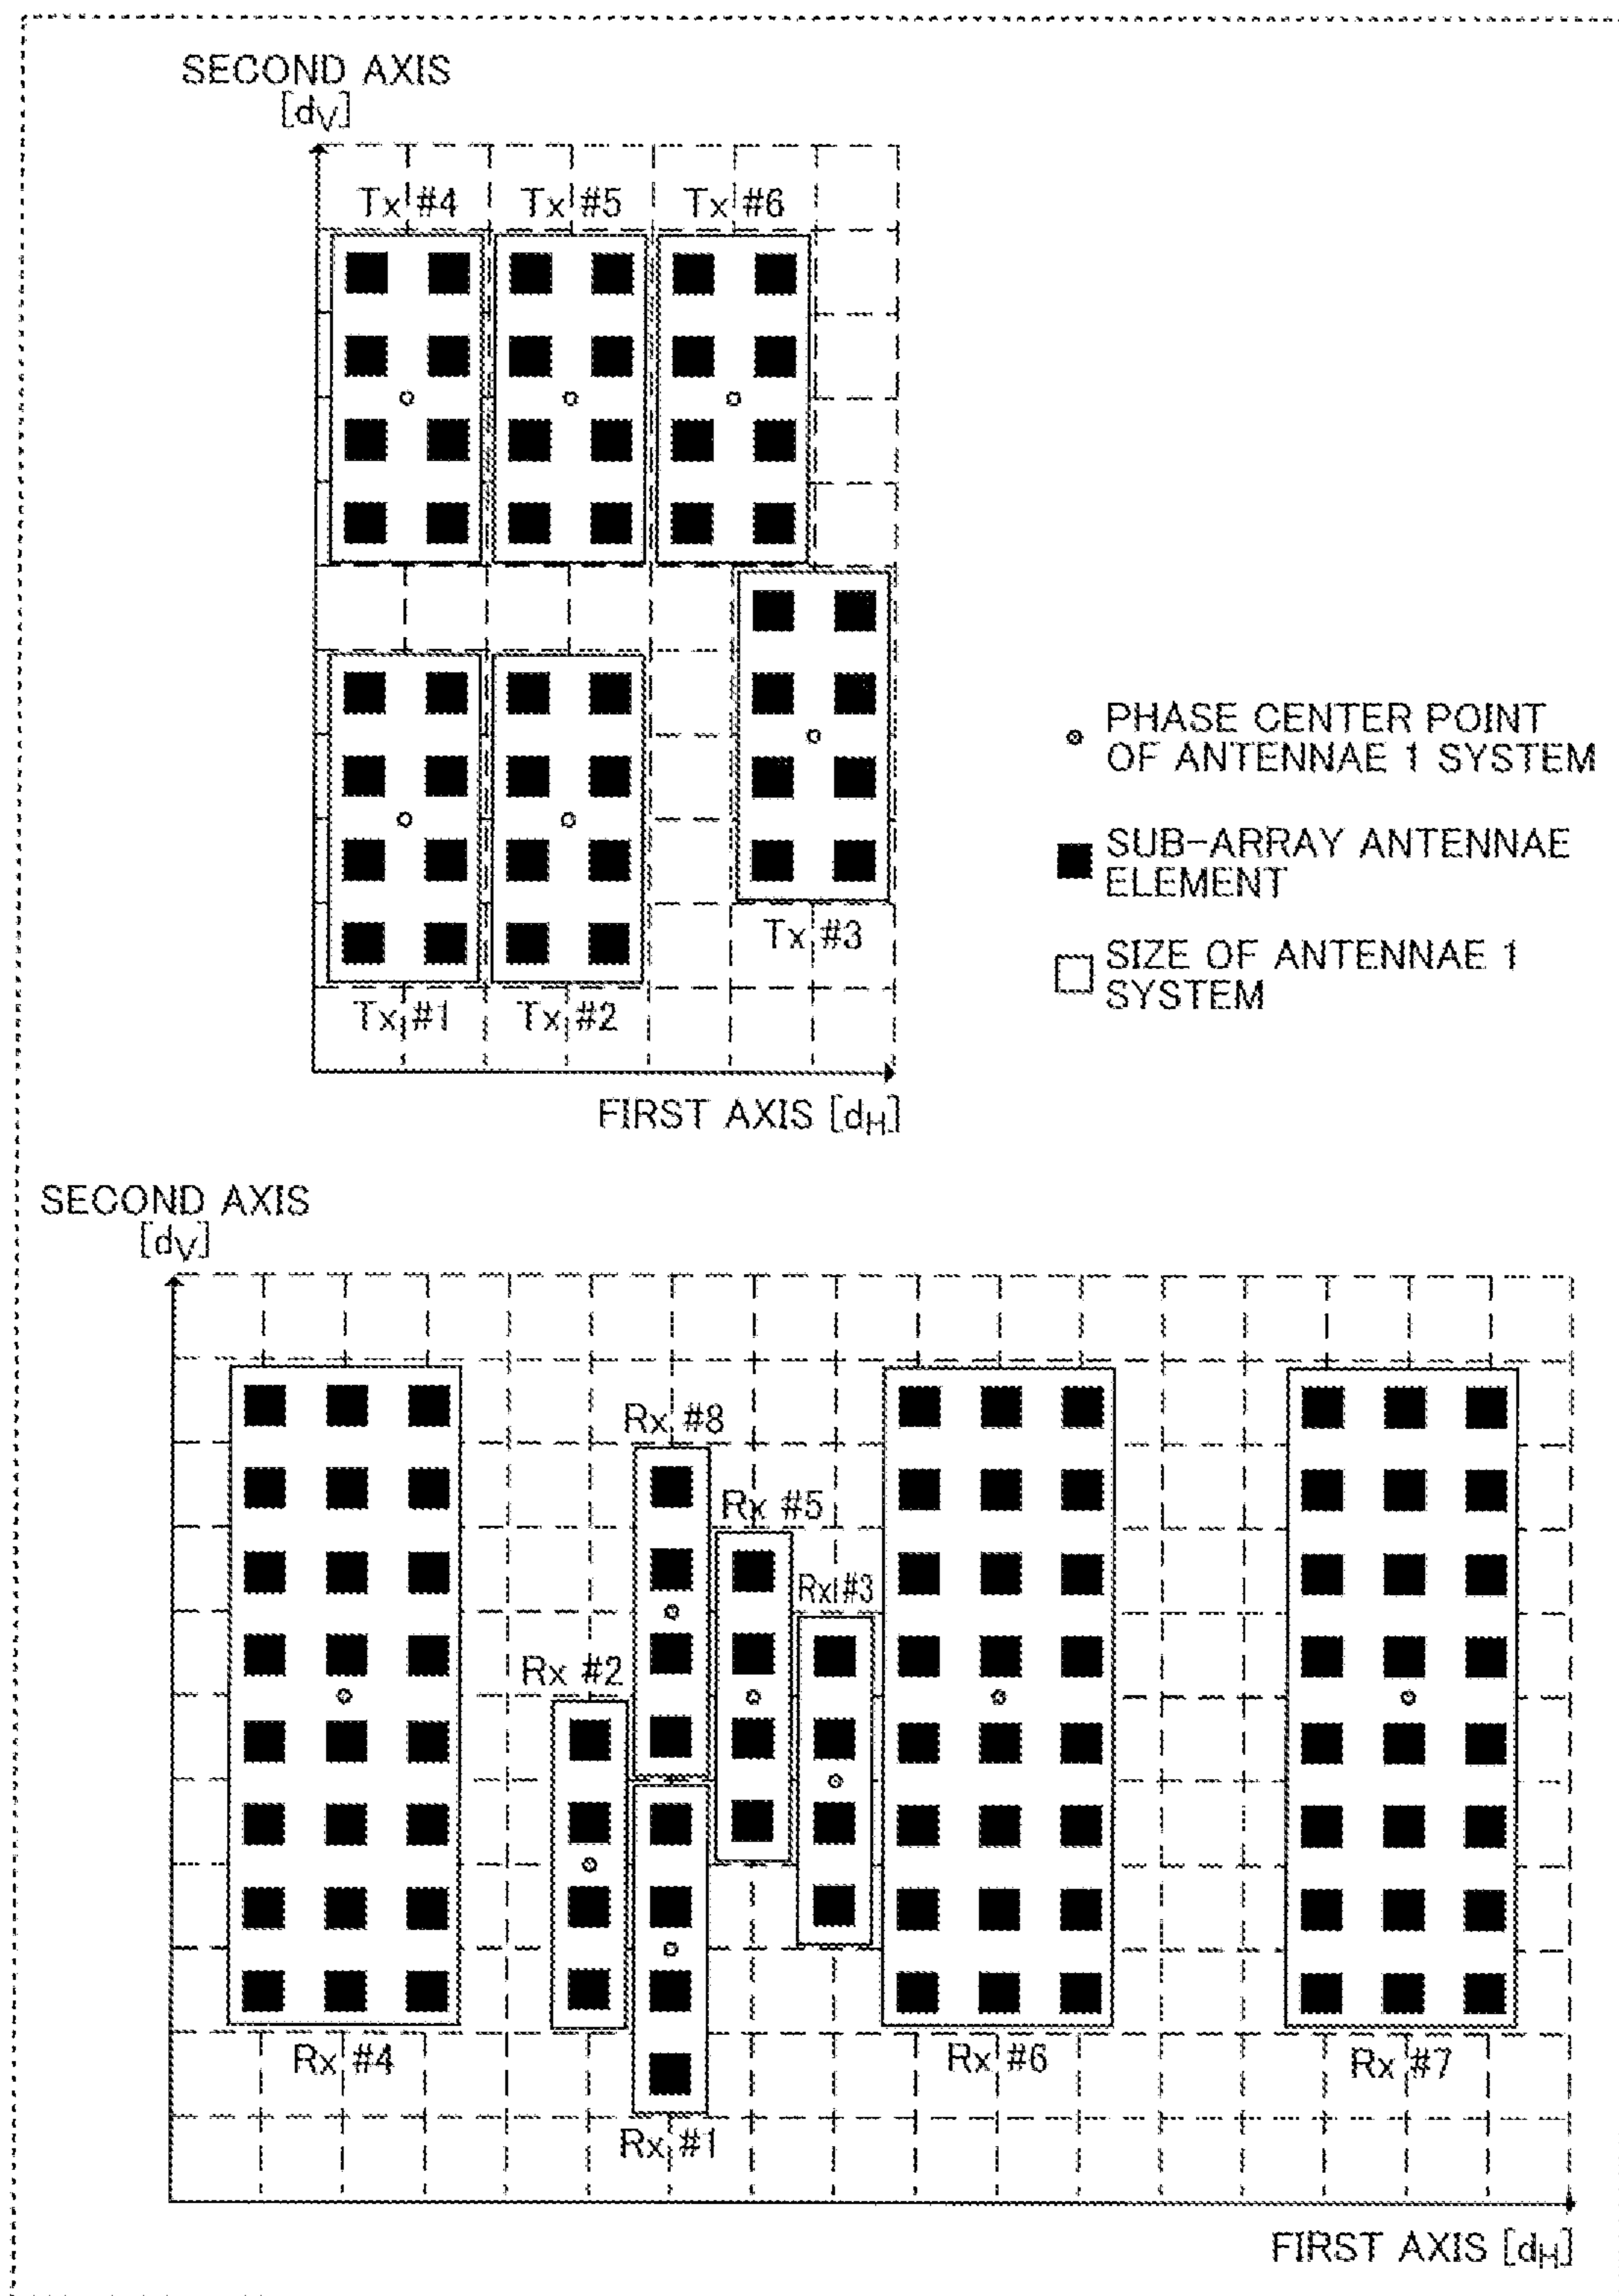 SECOND AXIS
[dV]
Tx #4 Tx #5 Tx #6
PHASE CENTER POINT
OF ANTENNAE 1 SYSTEM
SUB-ARRAY ANTENNAE
ELEMENT
Tx #3
SIZE OF ANTENNAE 1
SYSTEM
Tx #1 Tx #2
FIRST AXIS [dH]
SECOND AXIS
[dV]
Rx #8
Rx #5
Rx #3
Rx #2
Rx #4 Rx #6 Rx #7
Rx #1
FIRST AXIS [dH]